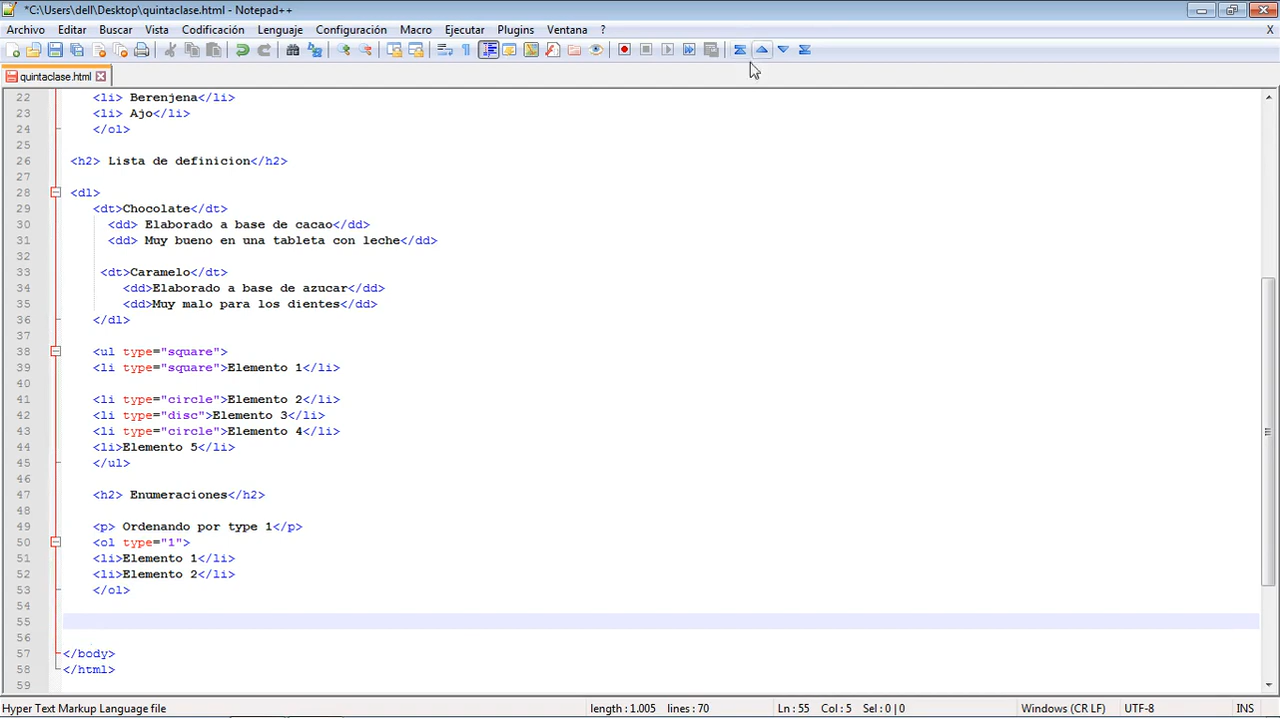 *C:\Users\dell\Desktop\quintaclase.html - Notepad++
Archivo Editar Buscar Vista Codificación Lenguaje Configuración Macro Ejecutar Plugins Ventana X
quintaclase.html
22 <li> Berenjena</li>
23 <li> Ajo</li>
24 </ol>
25
26 <h2> Lista de definicion</h2>
27
28 <dl>
29 <dt>Chocolate</dt>
30 <dd> Elaborado a base de cacao</dd>
31 <dd> Muy bueno en una tableta con leche</dd>
32
33 <dt>Caramelo</dt>
34 <dd>Elaborado a base de azucar</dd>
35 <dd>Muy malo para los dientes</dd>
36 </dl>
37
38 <ul type="square">
39 <li type="square">Elemento 1</li>
40
41 <li type="circle">Elemento 2</li>
42 <li type="disc">Elemento 3</li>
43 <li type="circle">Elemento 4</li>
44 <li>Elemento 5</li>
45 </ul>
46
47 <h2> Enumeraciones</h2>
48
49 <p> Ordenando por type 1</p>
50 <ol type="1">
51 <li>Elemento 1</li>
52 <li>Elemento 2</li>
53 </ol>
54
55
56
57 </body>
58 </html>
59
Hyper Text Markup Language file length : 1.005 lines : 70 Ln : 55 Col : 5 Sel : 0 | 0 Windows (CR LF) UTF-8 INS